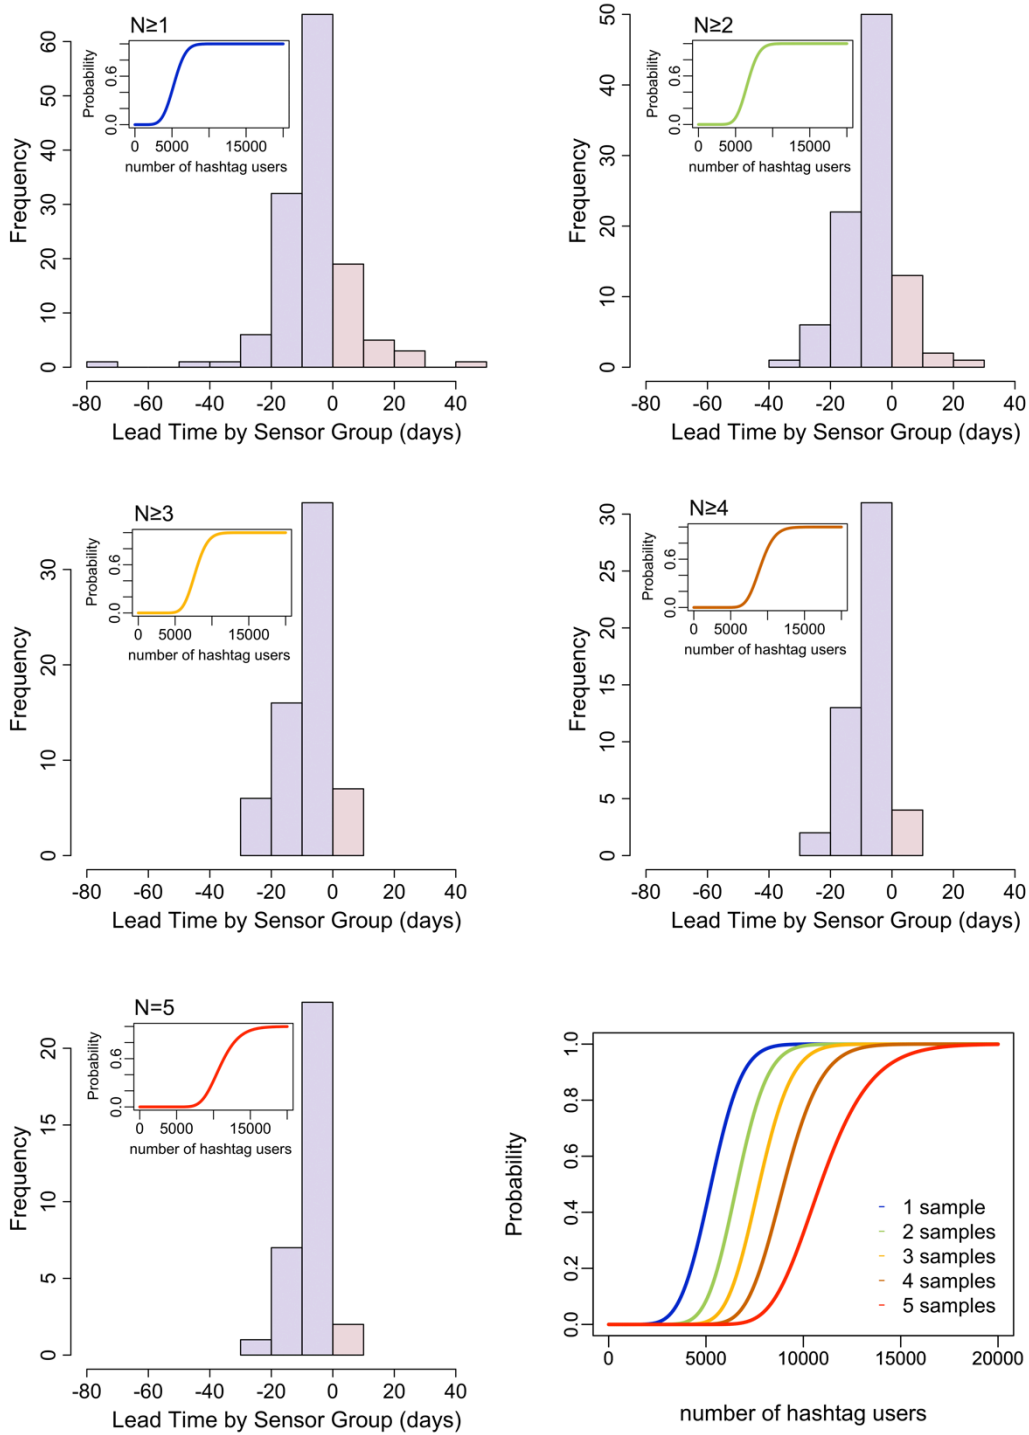 N≥1
Probability
0.0 0.6
0 5000 15000
number of hashtag users
Frequency
0 10 20 30 40 50 60
-80 -60 -40 -20 0 20 40
Lead Time by Sensor Group (days)
N≥2
Probability
0.0 0.6
0 5000 15000
number of hashtag users
Frequency
0 10 20 30 40 50
-80 -60 -40 -20 0 20 40
Lead Time by Sensor Group (days)
N≥3
Probability
0.0 0.6
0 5000 15000
number of hashtag users
Frequency
0 10 20 30
-80 -60 -40 -20 0 20 40
Lead Time by Sensor Group (days)
N≥4
Probability
0.0 0.6
0 5000 15000
number of hashtag users
Frequency
0 5 10 15 20 25 30
-80 -60 -40 -20 0 20 40
Lead Time by Sensor Group (days)
N=5
Probability
0.0 0.6
0 5000 15000
number of hashtag users
Frequency
0 5 10 15 20
-80 -60 -40 -20 0 20 40
Lead Time by Sensor Group (days)
Probability
0.0 0.2 0.4 0.6 0.8 1.0
1 sample
2 samples
3 samples
4 samples
5 samples
0 5000 10000 15000 20000
number of hashtag users